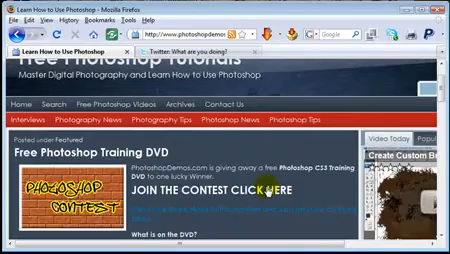 Learn How to Use Photoshop - Mozilla Firefox
File Edit View History Bookmarks Tools Help
http://www.photoshopdemos. Google
Learn How to Use Photoshop Twitter: What are you doing?
Free Photoshop Tutorials
Master Digital Photography and Learn How to Use Photoshop
Home Search Free Photoshop Videos Archives Contact Us
Interviews Photography News Photography Tips Photoshop News Photoshop Tips
Posted under Featured
Free Photoshop Training DVD
PhotoshopDemos.com is giving away a free Photoshop CS3 Training
DVD to one lucky Winner.
JOIN THE CONTEST CLICK HERE
What is on the DVD?
PHOTOSHOP
CONTEST
Video Today Popul
Create Custom Br